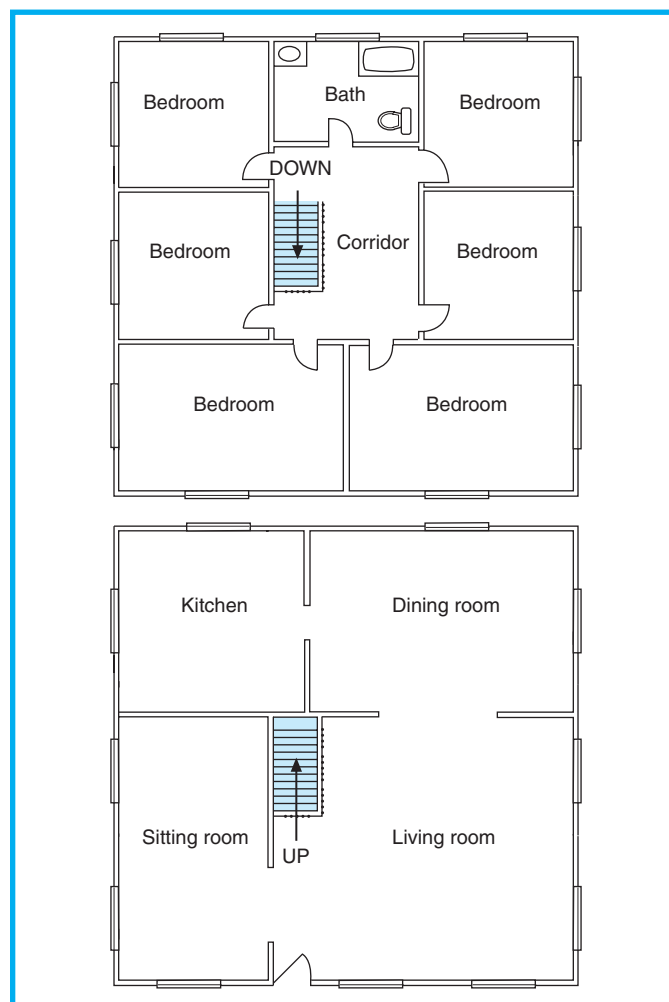 Bedroom
Bath
Bedroom
DOWN
Bedroom
Corridor
Bedroom
Bedroom
Bedroom
Kitchen
Dining room
Sitting room
UP
Living room